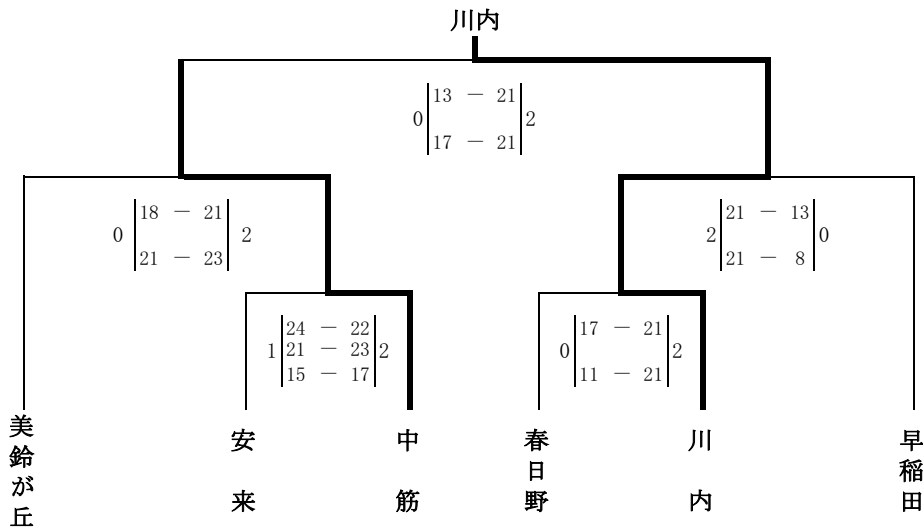 川内
13 － 21
0 2
17 － 21
18 － 21
0 2
21 － 23
21 － 13
2 0
21 － 8
24 － 22
1 21 － 23 2
15 － 17
17 － 21
0 2
11 － 21
美鈴が丘
安来
中筋
春日野
川内
早稲田